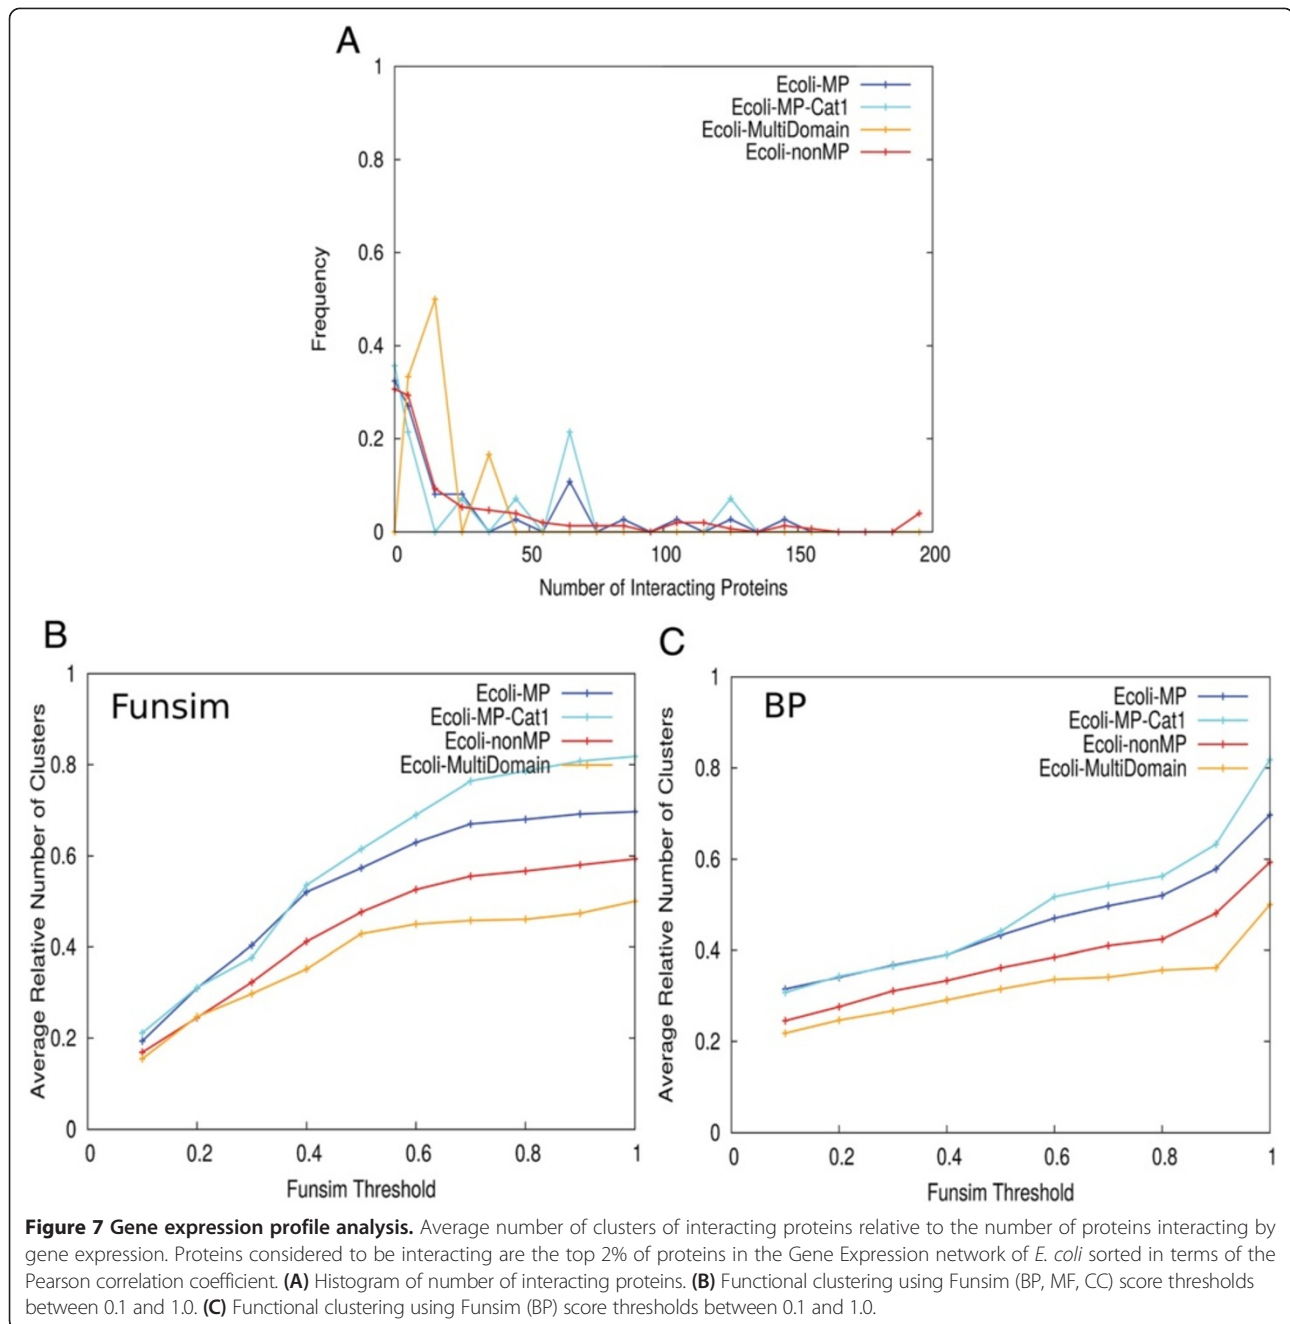 A
1
0.8
0.6
0.4
0.2
0
Frequency
Ecoli-MP
Ecoli-MP-Cat1
Ecoli-MultiDomain
Ecoli-nonMP
0 50 100 150 200
Number of Interacting Proteins
B
1
0.8
0.6
0.4
0.2
0
Average Relative Number of Clusters
Funsim
Ecoli-MP
Ecoli-MP-Cat1
Ecoli-nonMP
Ecoli-MultiDomain
0 0.2 0.4 0.6 0.8 1
Funsim Threshold
C
1
0.8
0.6
0.4
0.2
0
Average Relative Number of Clusters
BP
Ecoli-MP
Ecoli-MP-Cat1
Ecoli-nonMP
Ecoli-MultiDomain
0 0.2 0.4 0.6 0.8 1
Funsim Threshold
Figure 7 Gene expression profile analysis. Average number of clusters of interacting proteins relative to the number of proteins interacting by
gene expression. Proteins considered to be interacting are the top 2% of proteins in the Gene Expression network of E. coli sorted in terms of the
Pearson correlation coefficient. (A) Histogram of number of interacting proteins. (B) Functional clustering using Funsim (BP, MF, CC) score thresholds
between 0.1 and 1.0. (C) Functional clustering using Funsim (BP) score thresholds between 0.1 and 1.0.